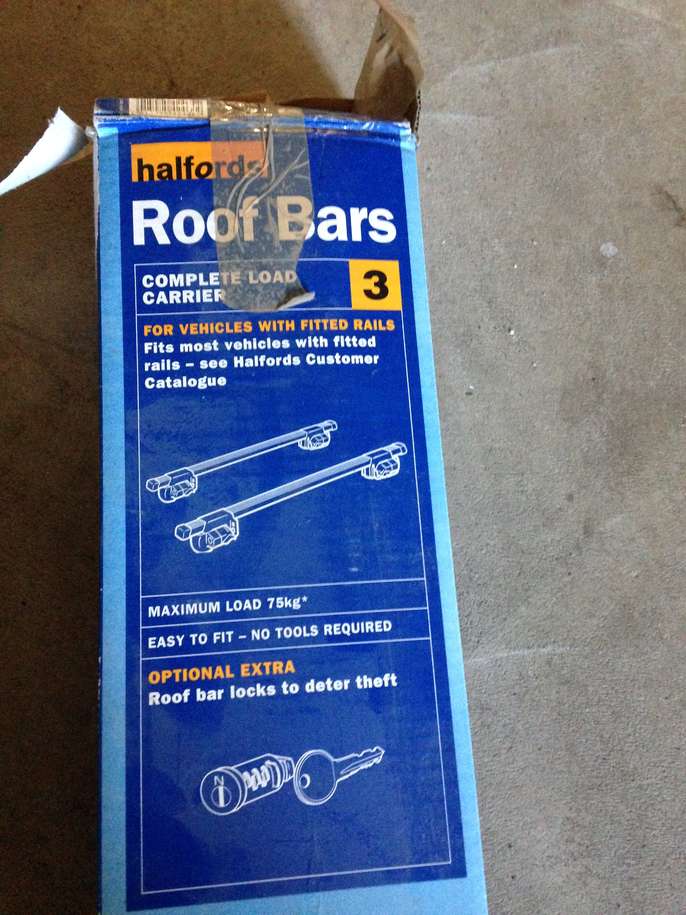 halfords
Roof Bars
COMPLETE LOAD
CARRIER
3
FOR VEHICLES WITH FITTED RAILS
Fits most vehicles with fitted
rails – see Halfords Customer
Catalogue
MAXIMUM LOAD 75kg*
EASY TO FIT – NO TOOLS REQUIRED
OPTIONAL EXTRA
Roof bar locks to deter theft
N